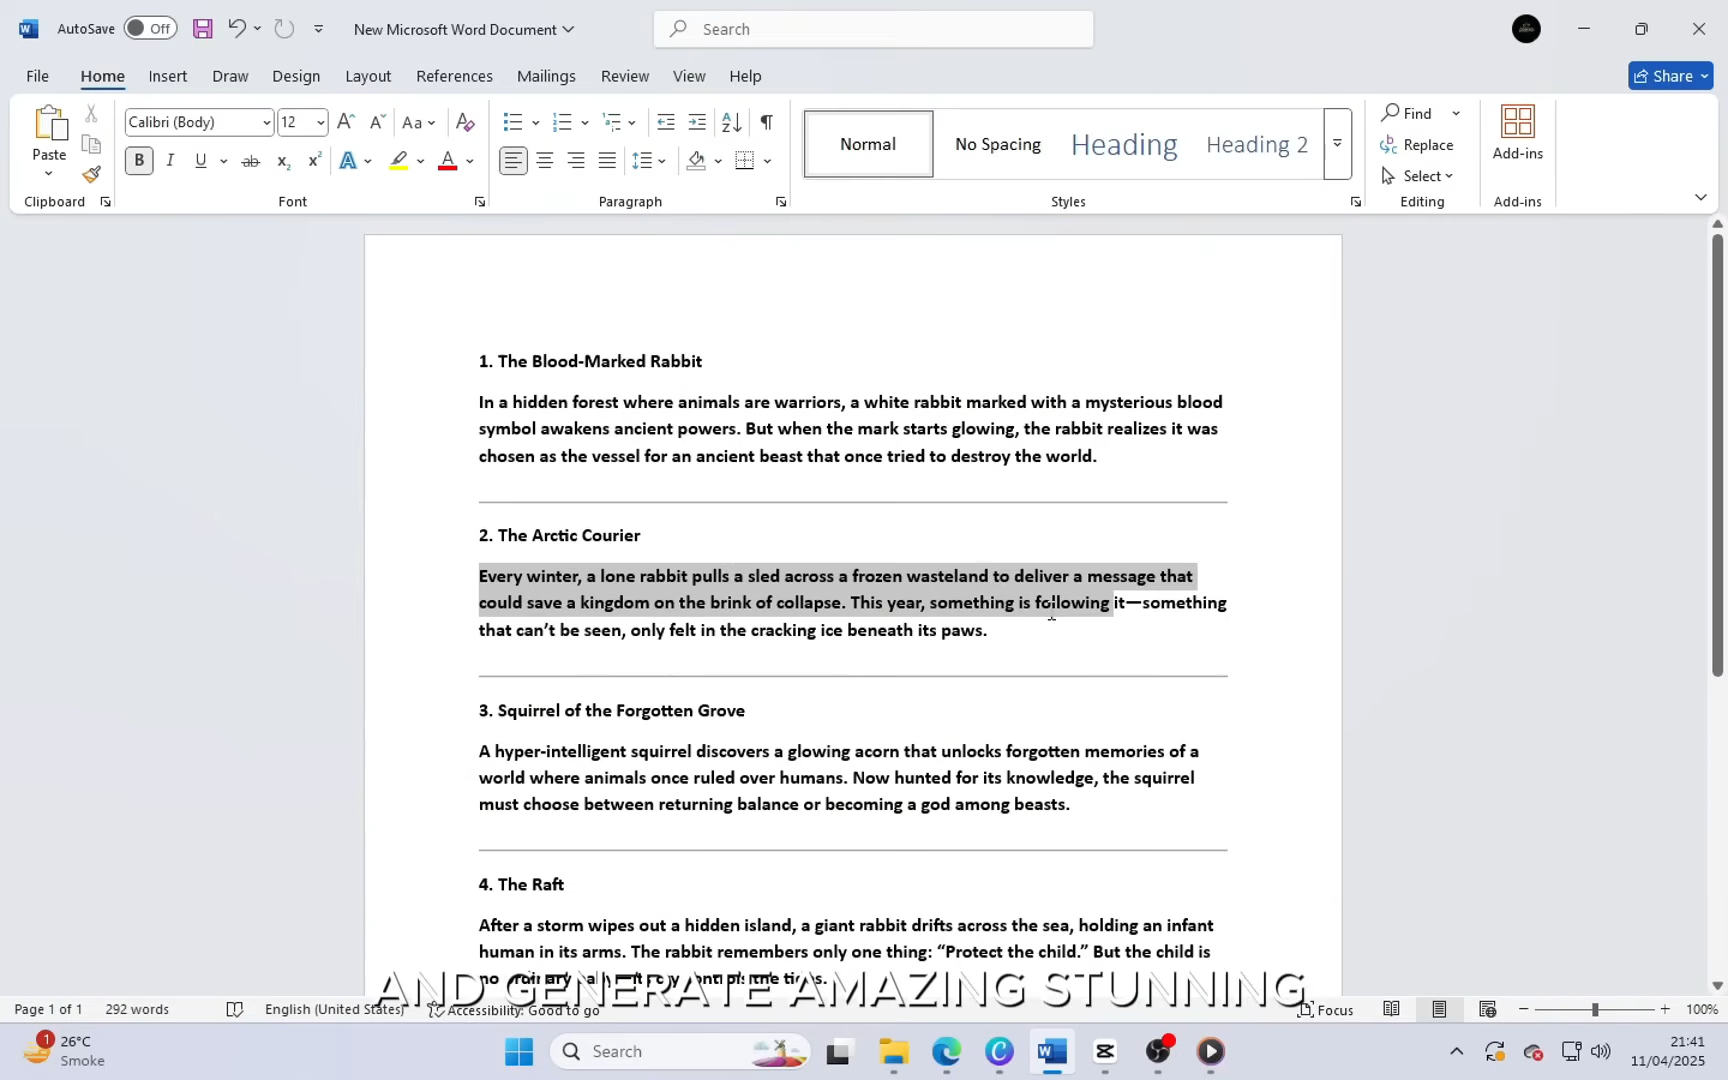 AutoSave Off New Microsoft Word Document Search
File Home Insert Draw Design Layout References Mailings Review View Help Share
Paste Calibri (Body) 12 Aa Normal No Spacing Heading Heading 2 Find Replace Select Add-ins
Clipboard Font Paragraph Styles Editing Add-ins
1. The Blood-Marked Rabbit
In a hidden forest where animals are warriors, a white rabbit marked with a mysterious blood
symbol awakens ancient powers. But when the mark starts glowing, the rabbit realizes it was
chosen as the vessel for an ancient beast that once tried to destroy the world.
2. The Arctic Courier
Every winter, a lone rabbit pulls a sled across a frozen wasteland to deliver a message that
could save a kingdom on the brink of collapse. This year, something is following it—something
that can’t be seen, only felt in the cracking ice beneath its paws.
3. Squirrel of the Forgotten Grove
A hyper-intelligent squirrel discovers a glowing acorn that unlocks forgotten memories of a
world where animals once ruled over humans. Now hunted for its knowledge, the squirrel
must choose between returning balance or becoming a god among beasts.
4. The Raft
After a storm wipes out a hidden island, a giant rabbit drifts across the sea, holding an infant
human in its arms. The rabbit remembers only one thing: “Protect the child.” But the child is
no ordinary the tides.
AND GENERATE AMAZING STUNNING
Page 1 of 1 292 words English (United States) Accessibility: Good to go Focus 100%
1 26°C Smoke Search 21:41
11/04/2025